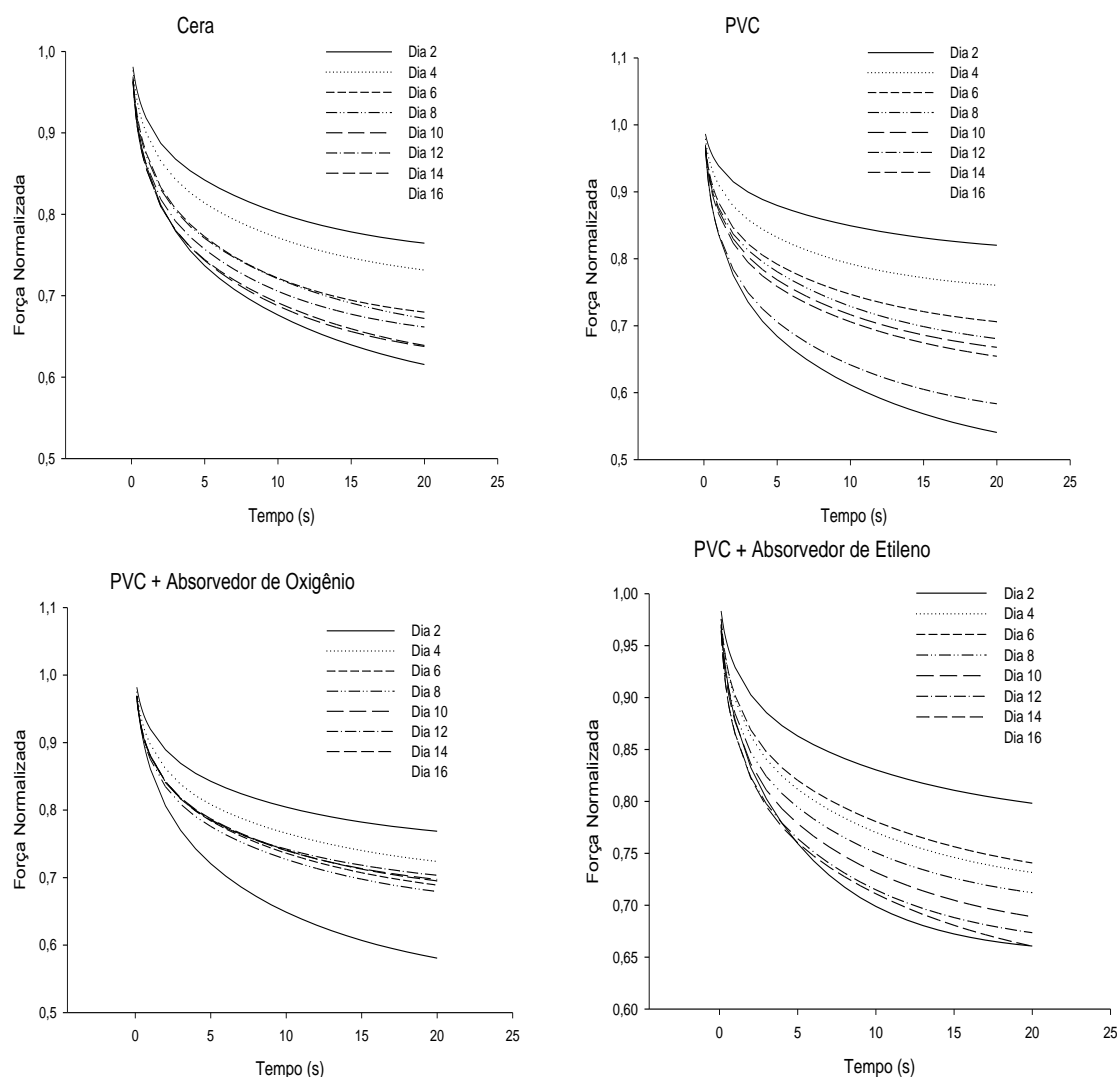 Cera
Força Normalizada
1,0
0,9
0,8
0,7
0,6
0,5
0
5
10
15
20
25
Tempo (s)
Dia 2
Dia 4
Dia 6
Dia 8
Dia 10
Dia 12
Dia 14
Dia 16
PVC
Força Normalizada
1,1
1,0
0,9
0,8
0,7
0,6
0,5
0
5
10
15
20
25
Tempo (s)
Dia 2
Dia 4
Dia 6
Dia 8
Dia 10
Dia 12
Dia 14
Dia 16
PVC + Absorvedor de Oxigênio
Força Normalizada
1,1
1,0
0,9
0,8
0,7
0,6
0,5
0
5
10
15
20
25
Tempo (s)
Dia 2
Dia 4
Dia 6
Dia 8
Dia 10
Dia 12
Dia 14
Dia 16
PVC + Absorvedor de Etileno
Força Normalizada
1,00
0,95
0,90
0,85
0,80
0,75
0,70
0,65
0,60
0
5
10
15
20
25
Tempo (s)
Dia 2
Dia 4
Dia 6
Dia 8
Dia 10
Dia 12
Dia 14
Dia 16